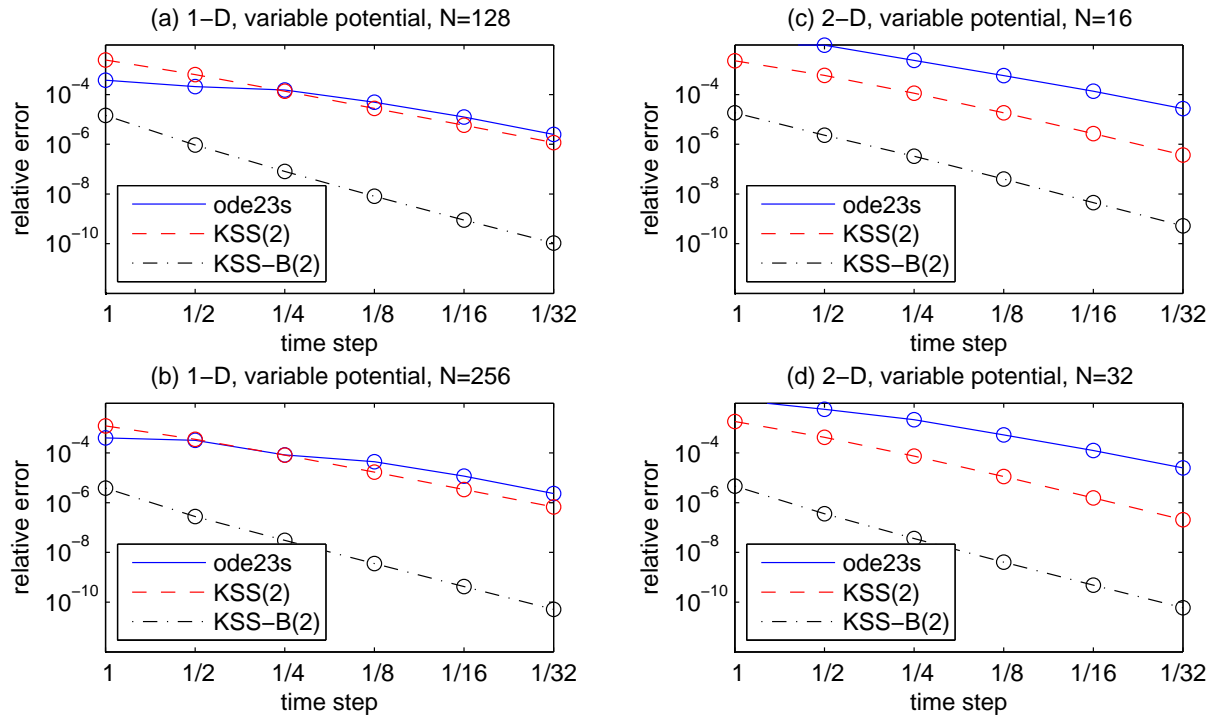 (a) 1−D, variable potential, N=128
relative error
10−4
10−6
10−8
10−10
ode23s
KSS(2)
KSS−B(2)
1 1/2 1/4 1/8 1/16 1/32
time step
(c) 2−D, variable potential, N=16
relative error
10−4
10−6
10−8
10−10
ode23s
KSS(2)
KSS−B(2)
1 1/2 1/4 1/8 1/16 1/32
time step
(b) 1−D, variable potential, N=256
relative error
10−4
10−6
10−8
10−10
ode23s
KSS(2)
KSS−B(2)
1 1/2 1/4 1/8 1/16 1/32
time step
(d) 2−D, variable potential, N=32
relative error
10−4
10−6
10−8
10−10
ode23s
KSS(2)
KSS−B(2)
1 1/2 1/4 1/8 1/16 1/32
time step